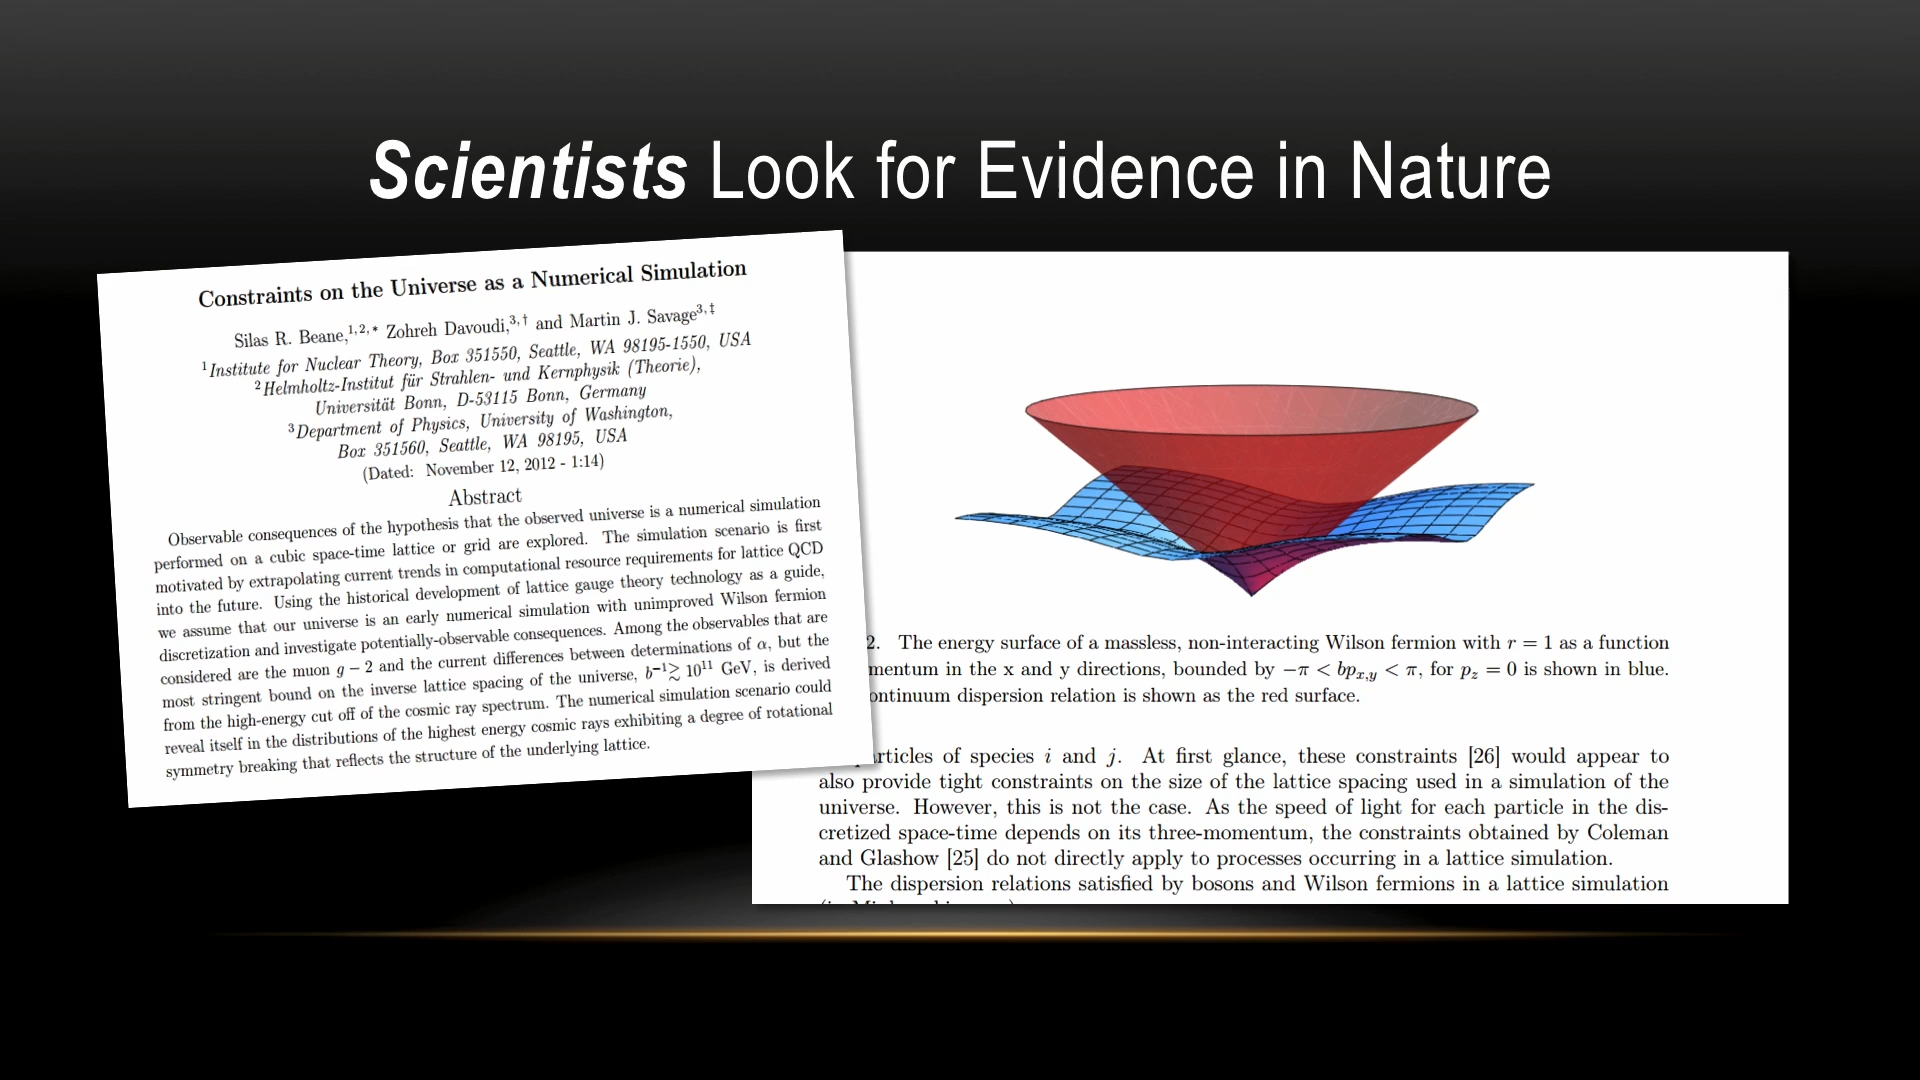 Scientists Look for Evidence in Nature
Constraints on the Universe as a Numerical Simulation
Silas R. Beane,1,2,* Zohreh Davoudi,3,† and Martin J. Savage3,‡
1Institute for Nuclear Theory, Box 351550, Seattle, WA 98195-1550, USA
2Helmholtz-Institut für Strahlen- und Kernphysik (Theorie),
Universität Bonn, D-53115 Bonn, Germany
3Department of Physics, University of Washington,
Box 351560, Seattle, WA 98195, USA
(Dated: November 12, 2012 - 1:14)
Abstract
Observable consequences of the hypothesis that the observed universe is a numerical simulation
performed on a cubic space-time lattice or grid are explored. The simulation scenario is first
motivated by extrapolating current trends in computational resource requirements for lattice QCD
into the future. Using the historical development of lattice gauge theory technology as a guide,
we assume that our universe is an early numerical simulation with unimproved Wilson fermion
discretization and investigate potentially-observable consequences. Among the observables that are
considered are the muon g − 2 and the current differences between determinations of α, but the
most stringent bound on the inverse lattice spacing of the universe, b−1 ≳ 10^11 GeV, is derived
from the high-energy cut off of the cosmic ray spectrum. The numerical simulation scenario could
reveal itself in the distributions of the highest energy cosmic rays exhibiting a degree of rotational
symmetry breaking that reflects the structure of the underlying lattice.
2. The energy surface of a massless, non-interacting Wilson fermion with r = 1 as a function
mentum in the x and y directions, bounded by −π < bpx,y < π, for pz = 0 is shown in blue.
ontinuum dispersion relation is shown as the red surface.
articles of species i and j. At first glance, these constraints [26] would appear to
also provide tight constraints on the size of the lattice spacing used in a simulation of the
universe. However, this is not the case. As the speed of light for each particle in the dis-
cretized space-time depends on its three-momentum, the constraints obtained by Coleman
and Glashow [25] do not directly apply to processes occurring in a lattice simulation.
The dispersion relations satisfied by bosons and Wilson fermions in a lattice simulation